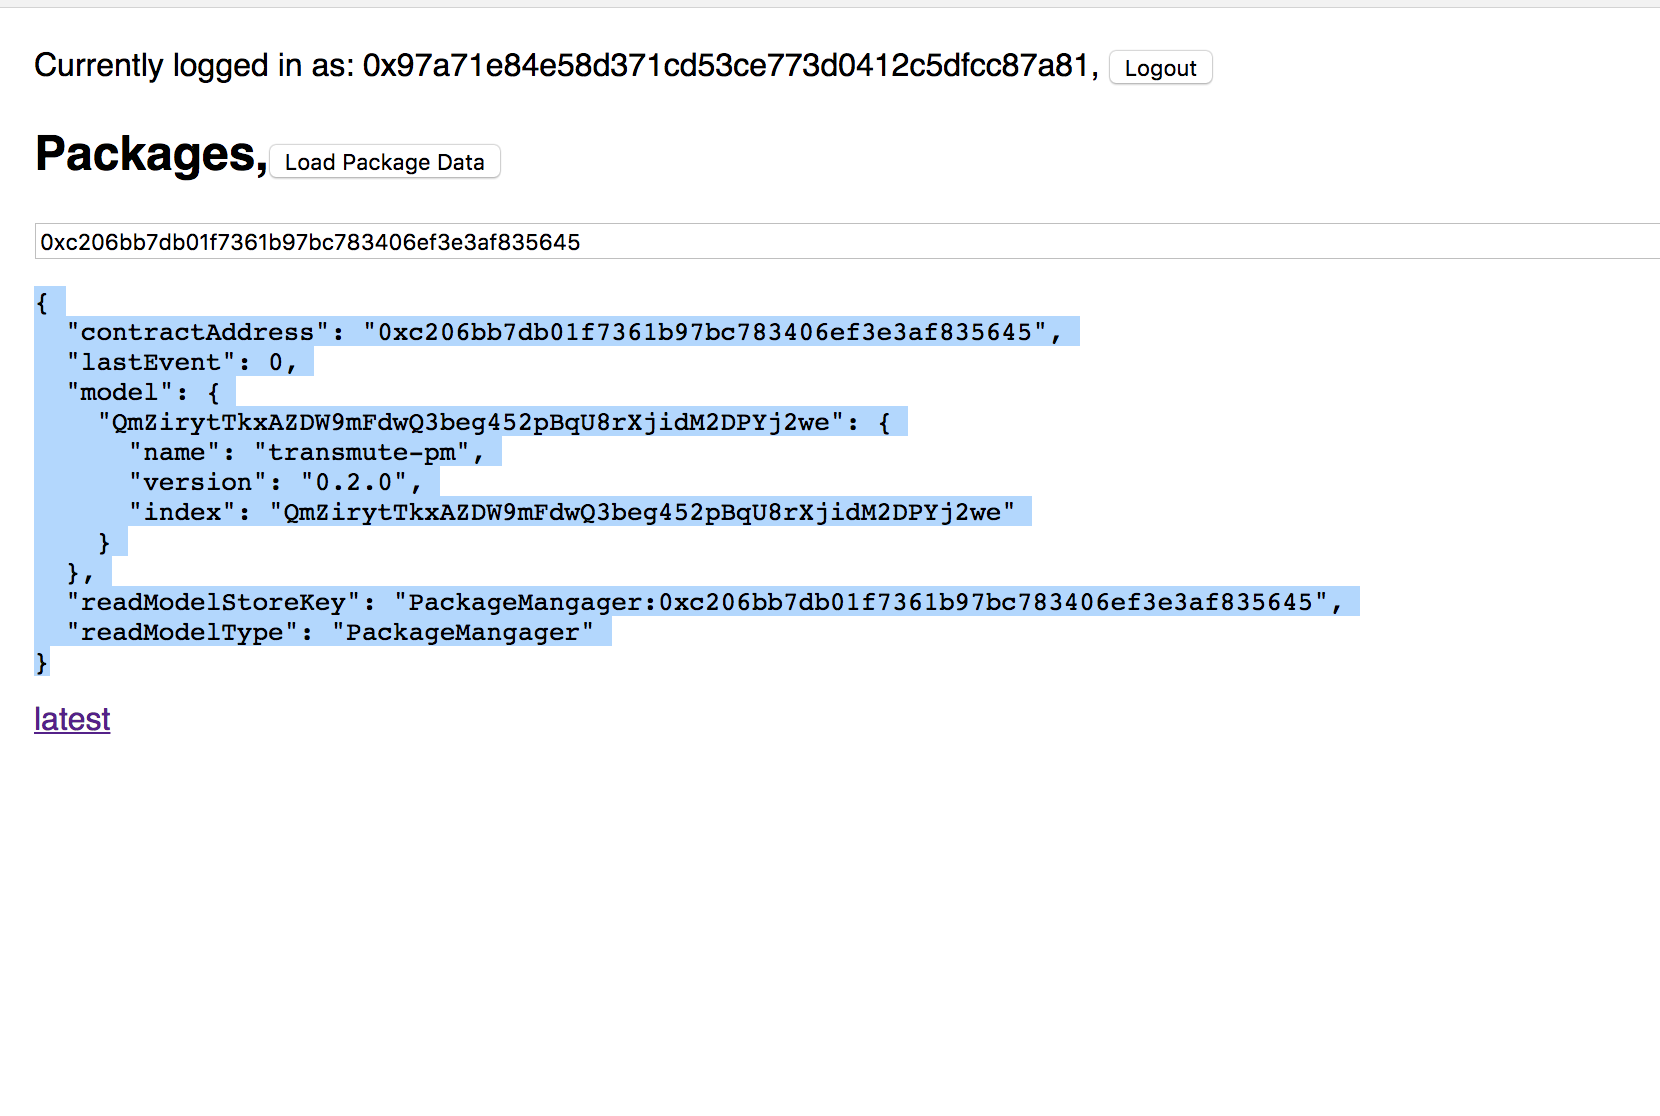 Currently logged in as: 0x97a71e84e58d371cd53ce773d0412c5dfcc87a81, Logout
Packages, Load Package Data
0xc206bb7db01f7361b97bc783406ef3e3af835645
{
  "contractAddress": "0xc206bb7db01f7361b97bc783406ef3e3af835645",
  "lastEvent": 0,
  "model": {
    "QmZirytTkxAZDW9mFdwQ3beg452pBqU8rXjidM2DPYj2we": {
      "name": "transmute-pm",
      "version": "0.2.0",
      "index": "QmZirytTkxAZDW9mFdwQ3beg452pBqU8rXjidM2DPYj2we"
    }
  },
  "readModelStoreKey": "PackageMangager:0xc206bb7db01f7361b97bc783406ef3e3af835645",
  "readModelType": "PackageMangager"
}
latest